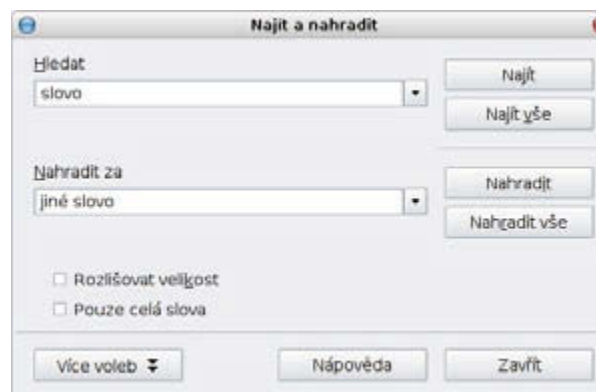 Najít a nahradit
Hledat
slovo
Najít
Najít vše
Nahradit za
jiné slovo
Nahradit
Nahradit vše
Rozlišovat velikost
Pouze celá slova
Více voleb
Nápověda
Zavřít